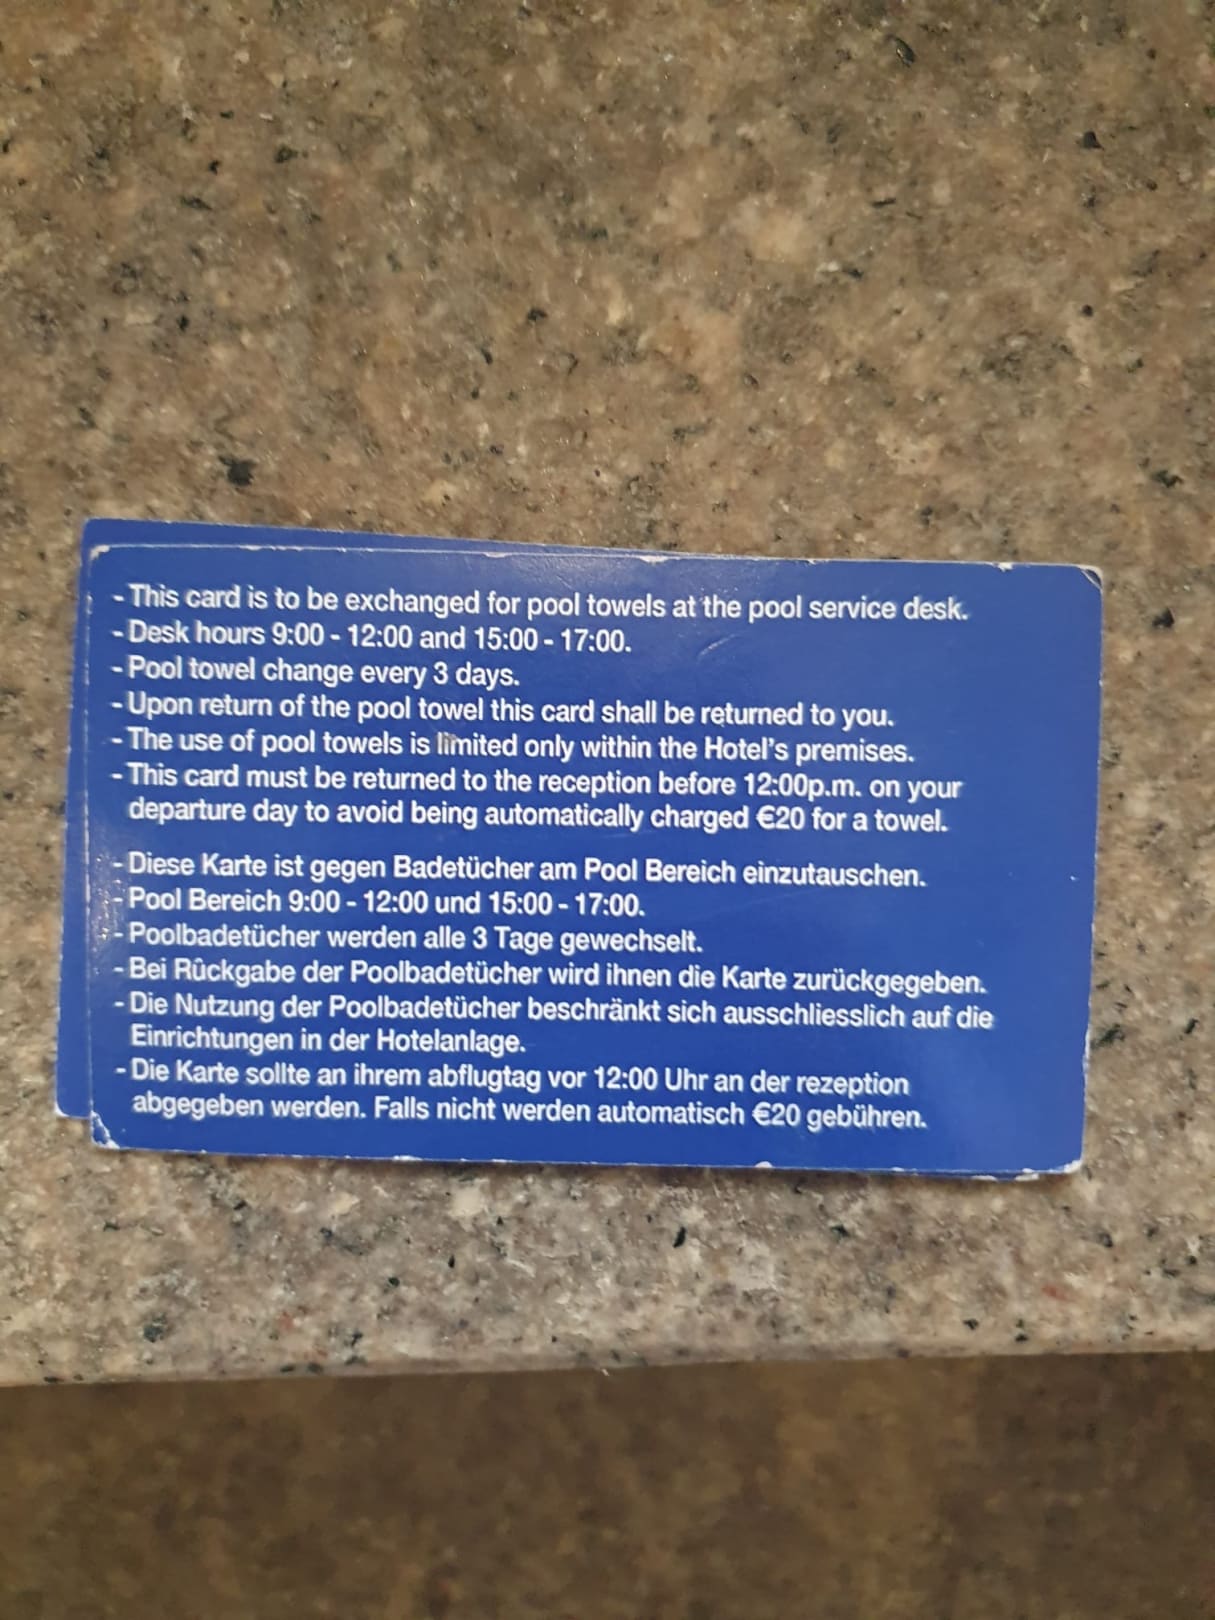 - This card is to be exchanged for pool towels at the pool service desk.
- Desk hours 9:00 - 12:00 and 15:00 - 17:00.
- Pool towel change every 3 days.
- Upon return of the pool towel this card shall be returned to you.
- The use of pool towels is limited only within the Hotel's premises.
- This card must be returned to the reception before 12:00p.m. on your
departure day to avoid being automatically charged €20 for a towel.
- Diese Karte ist gegen Badetücher am Pool Bereich einzutauschen.
- Pool Bereich 9:00 - 12:00 und 15:00 - 17:00.
- Poolbadetücher werden alle 3 Tage gewechselt.
- Bei Rûckgabe der Poolbadetücher wird ihnen die Karte zurückgegeben.
- Die Nutzung der Poolbadetücher beschränkt sich ausschliesslich auf die
Einrichtungen in der Hotelanlage.
- Die Karte sollte an ihrem abflugtag vor 12:00 Uhr an der rezeption
abgegeben werden. Falls nicht werden automatisch €20 gebühren.